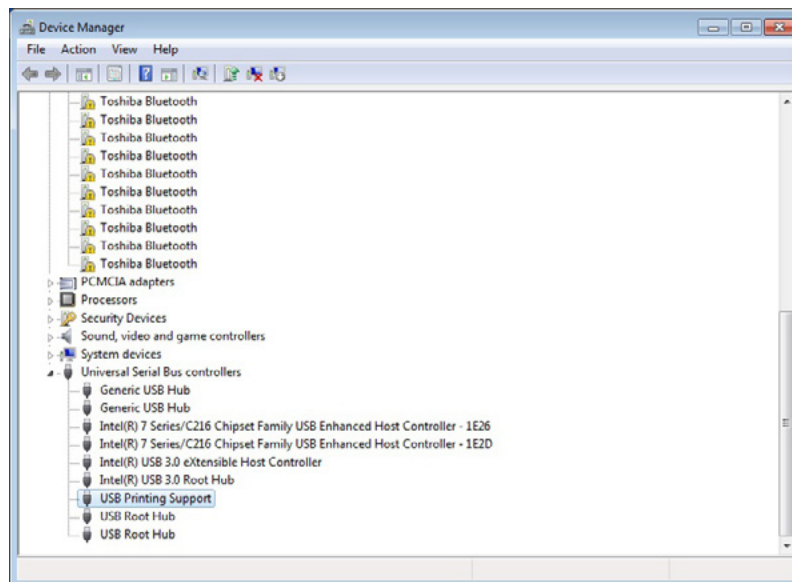 Device Manager
File Action View Help
Toshiba Bluetooth
Toshiba Bluetooth
Toshiba Bluetooth
Toshiba Bluetooth
Toshiba Bluetooth
Toshiba Bluetooth
Toshiba Bluetooth
Toshiba Bluetooth
Toshiba Bluetooth
Toshiba Bluetooth
PCMCIA adapters
Processors
Security Devices
Sound, video and game controllers
System devices
Universal Serial Bus controllers
Generic USB Hub
Generic USB Hub
Intel(R) 7 Series/C216 Chipset Family USB Enhanced Host Controller - 1E26
Intel(R) 7 Series/C216 Chipset Family USB Enhanced Host Controller - 1E2D
Intel(R) USB 3.0 eXtensible Host Controller
Intel(R) USB 3.0 Root Hub
USB Printing Support
USB Root Hub
USB Root Hub